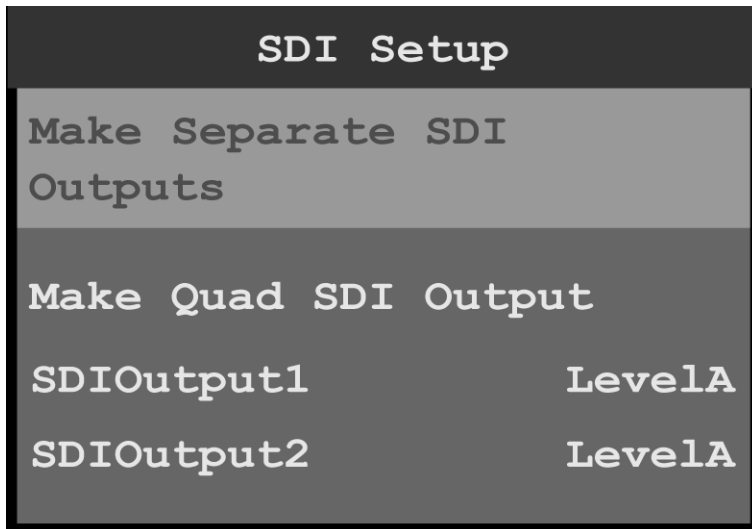 SDI Setup
Make Separate SDI
Outputs
Make Quad SDI Output
SDIOutput1 LevelA
SDIOutput2 LevelA